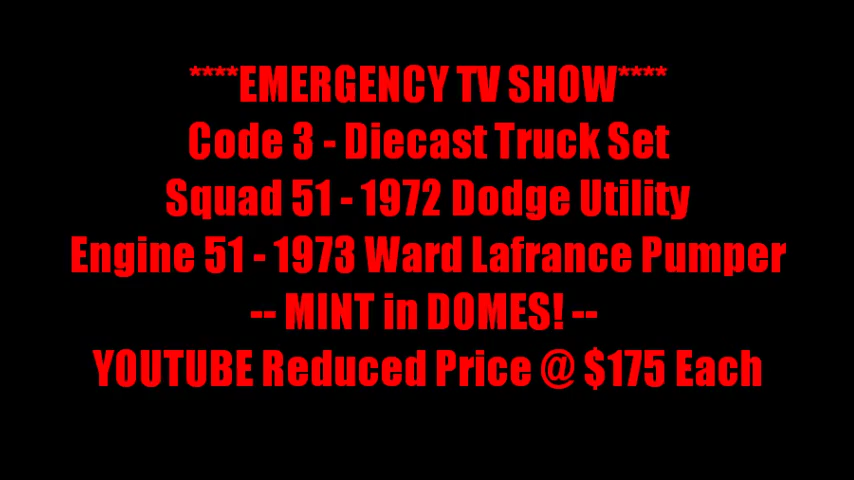 ****EMERGENCY TV SHOW****
Code 3 - Diecast Truck Set
Squad 51 - 1972 Dodge Utility
Engine 51 - 1973 Ward Lafrance Pumper
-- MINT in DOMES! --
YOUTUBE Reduced Price @ $175 Each